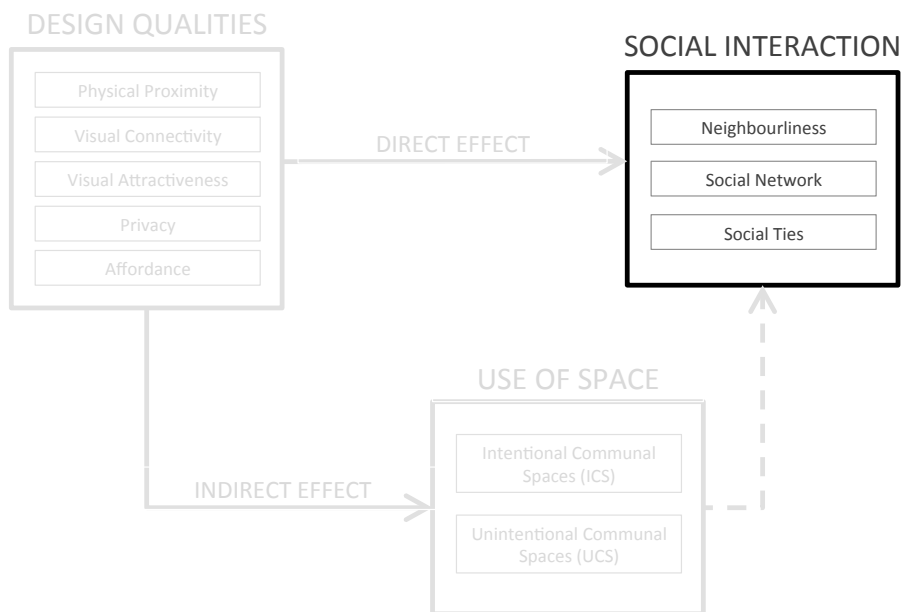 DESIGN QUALITIES
Physical Proximity
Visual Connectivity
Visual Attractiveness
Privacy
Affordance
DIRECT EFFECT
SOCIAL INTERACTION
Neighbourliness
Social Network
Social Ties
INDIRECT EFFECT
USE OF SPACE
Intentional Communal
Spaces (ICS)
Unintentional Communal
Spaces (UCS)